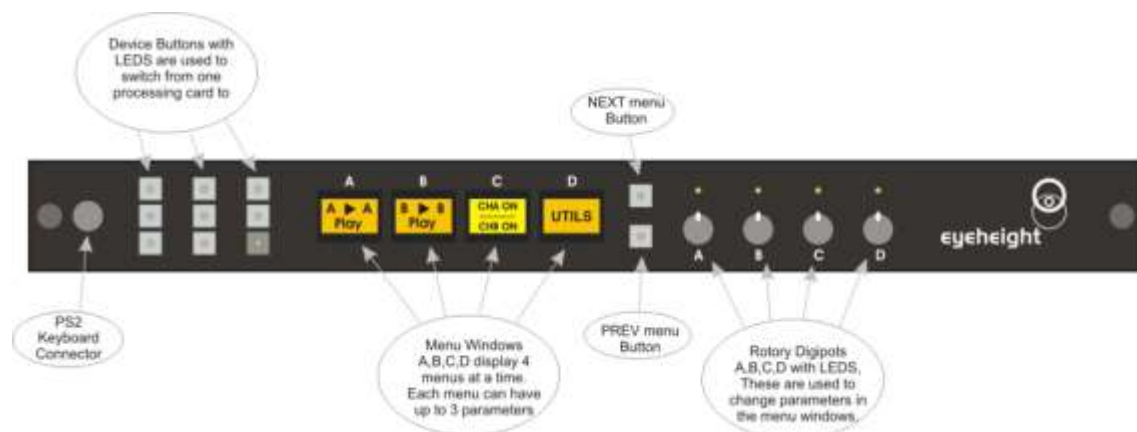 Device Buttons with
LEDS are used to
switch from one
processing card to
NEXT menu
Button
A B C D
A ▶ A
Play
B ▶ B
Play
CHA ON
CHB ON
UTILS
eyeheight
A B C D
PS2
Keyboard
Connector
Menu Windows
A,B,C,D display 4
menus at a time.
Each menu can have
up to 3 parameters
PREV menu
Button
Rotory Digipots
A,B,C,D with LEDS,
These are used to
change parameters in
the menu windows,